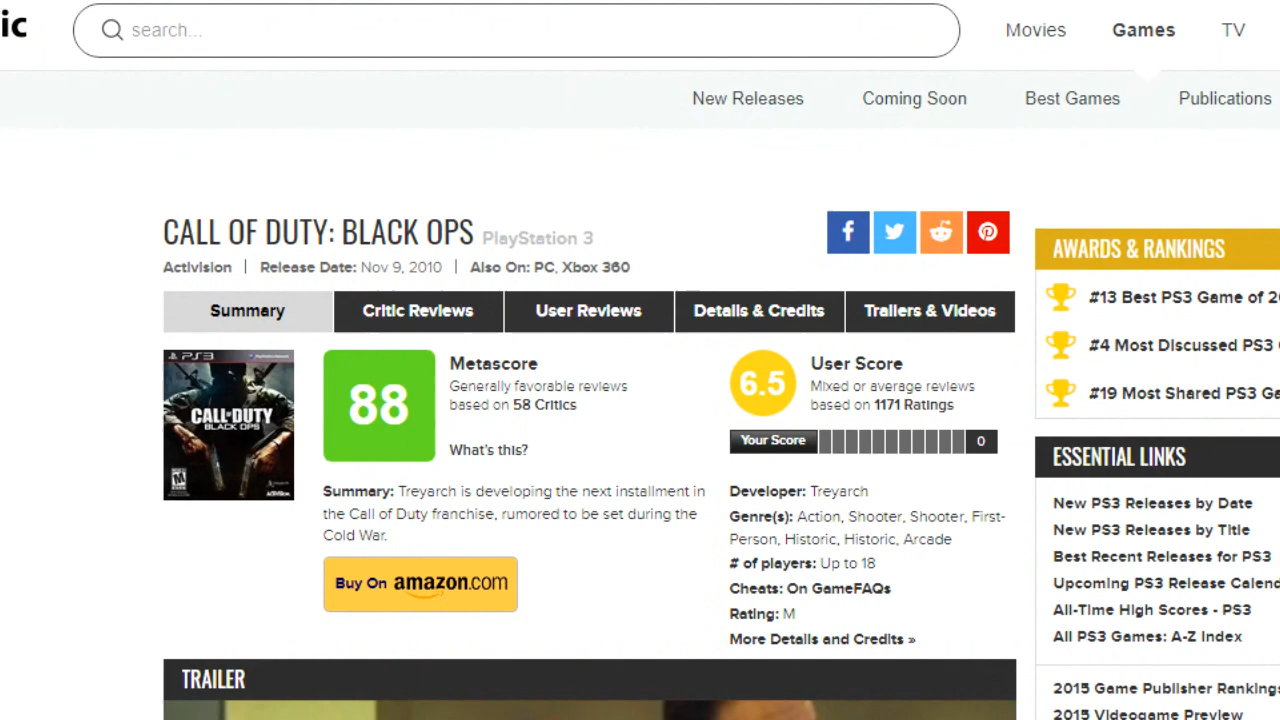 ic
search...
Movies
Games
TV
New Releases
Coming Soon
Best Games
Publications
CALL OF DUTY: BLACK OPS PlayStation 3
Activision | Release Date: Nov 9, 2010 | Also On: PC, Xbox 360
Summary
Critic Reviews
User Reviews
Details & Credits
Trailers & Videos
PS3
CALL OF DUTY
BLACK OPS
M
ACTIVISION
88
Metascore
Generally favorable reviews
based on 58 Critics
What's this?
Summary: Treyarch is developing the next installment in
the Call of Duty franchise, rumored to be set during the
Cold War.
Buy On amazon.com
6.5
User Score
Mixed or average reviews
based on 1171 Ratings
Your Score
0
Developer: Treyarch
Genre(s): Action, Shooter, Shooter, First-
Person, Historic, Historic, Arcade
# of players: Up to 18
Cheats: On GameFAQs
Rating: M
More Details and Credits »
TRAILER
AWARDS & RANKINGS
#13 Best PS3 Game of 2
#4 Most Discussed PS3
#19 Most Shared PS3 Ga
ESSENTIAL LINKS
New PS3 Releases by Date
New PS3 Releases by Title
Best Recent Releases for PS3
Upcoming PS3 Release Calend
All-Time High Scores - PS3
All PS3 Games: A-Z Index
2015 Game Publisher Rankings
2015 Videogame Preview